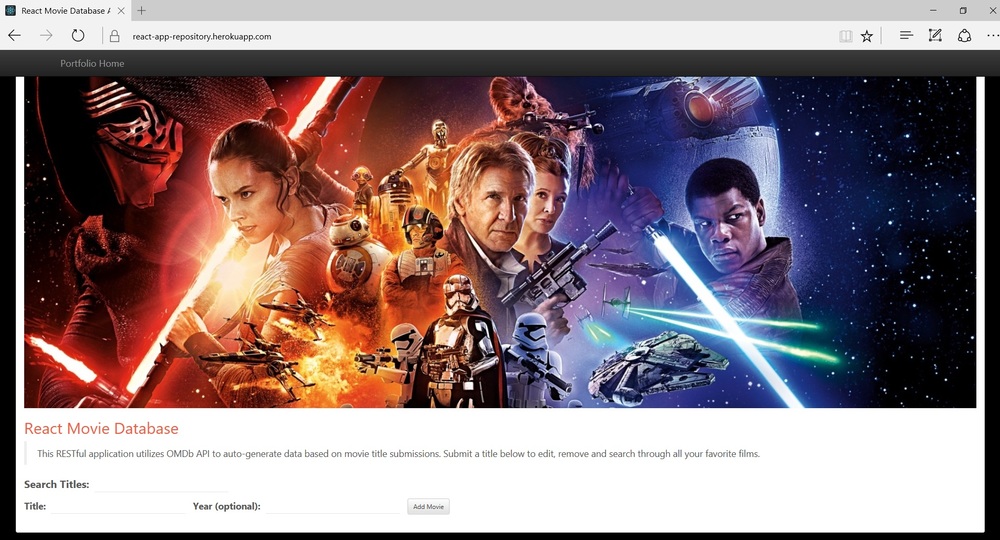 React Movie Database A
react-app-repository.herokuapp.com
Portfolio Home
React Movie Database
This RESTful application utilizes OMDb API to auto-generate data based on movie title submissions. Submit a title below to edit, remove and search through all your favorite films.
Search Titles:
Title: Year (optional): Add Movie